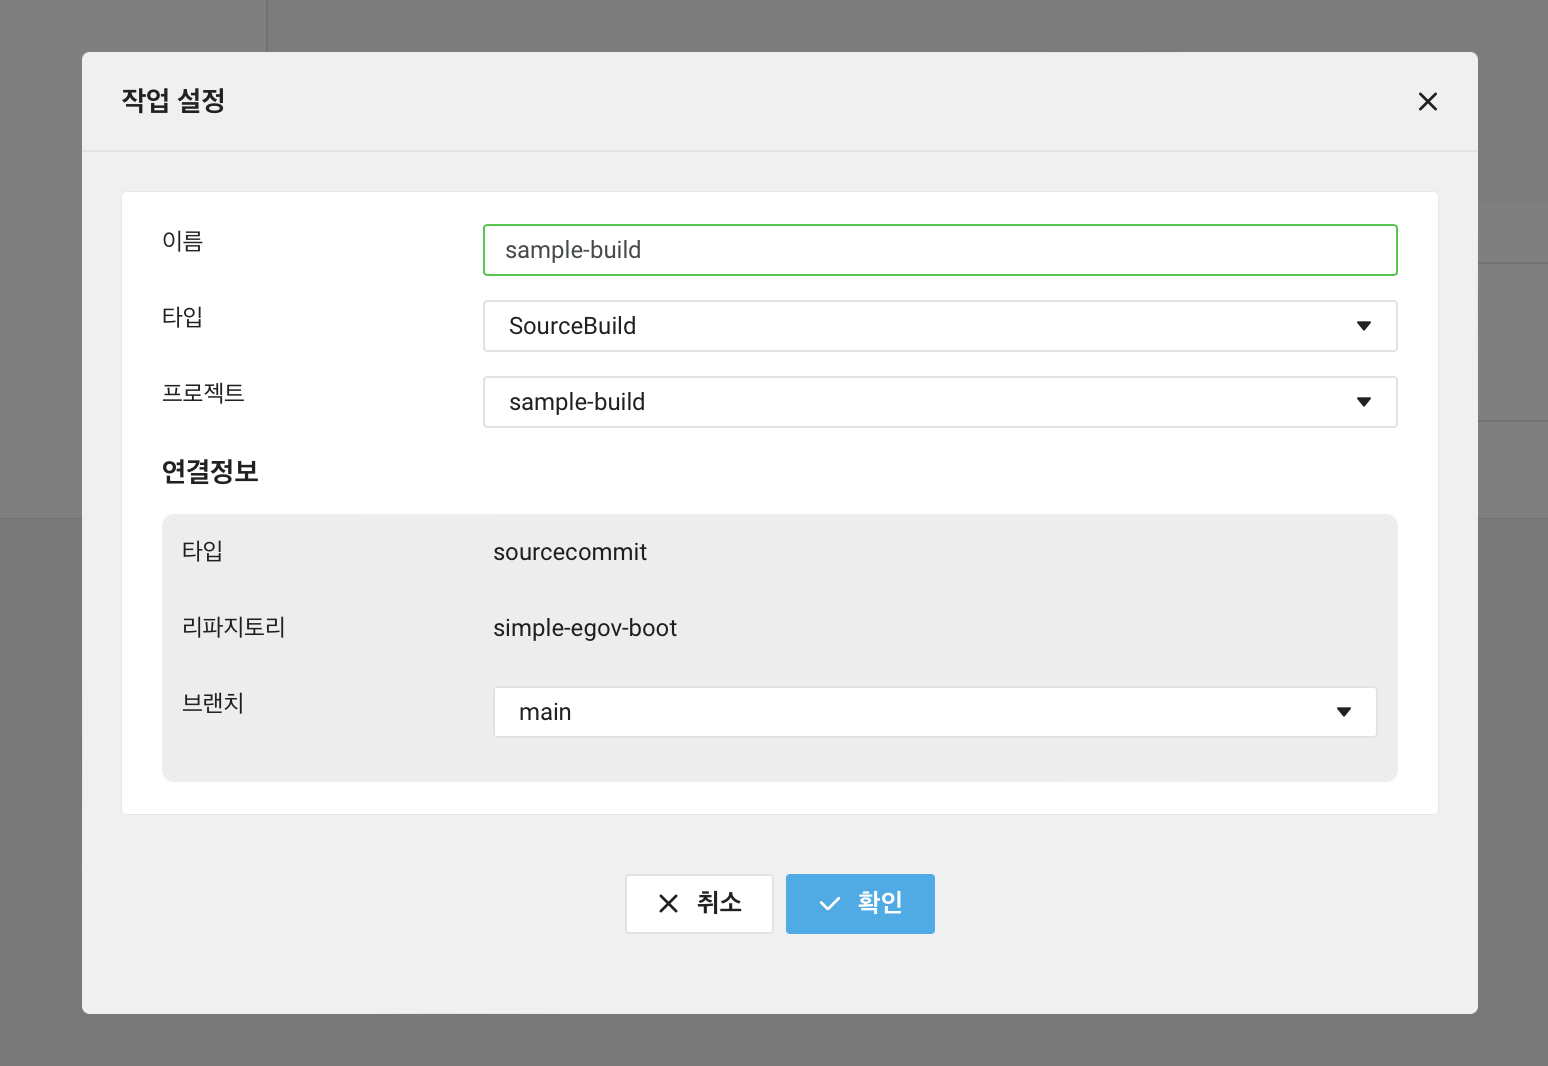 작업 설정
이름
sample-build
타입
SourceBuild
프로젝트
sample-build
연결정보
타입
sourcecommit
리파지토리
simple-egov-boot
브랜치
main
취소
확인